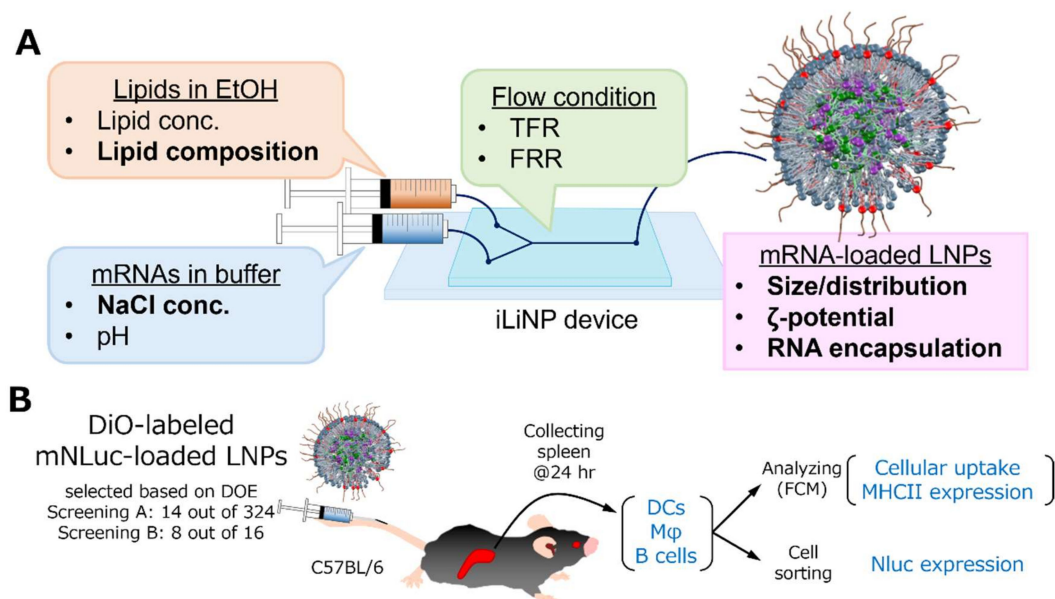 A
Lipids in EtOH
• Lipid conc.
• Lipid composition
Flow condition
• TFR
• FRR
mRNAs in buffer
• NaCl conc.
• pH
iLiNP device
mRNA-loaded LNPs
• Size/distribution
• ζ-potential
• RNA encapsulation
B
DiO-labeled
mNLuc-loaded LNPs
selected based on DOE
Screening A: 14 out of 324
Screening B: 8 out of 16
C57BL/6
Collecting
spleen
@24 hr
DCs
Mφ
B cells
Analyzing
(FCM)
Cellular uptake
MHCII expression
Cell
sorting
Nluc expression